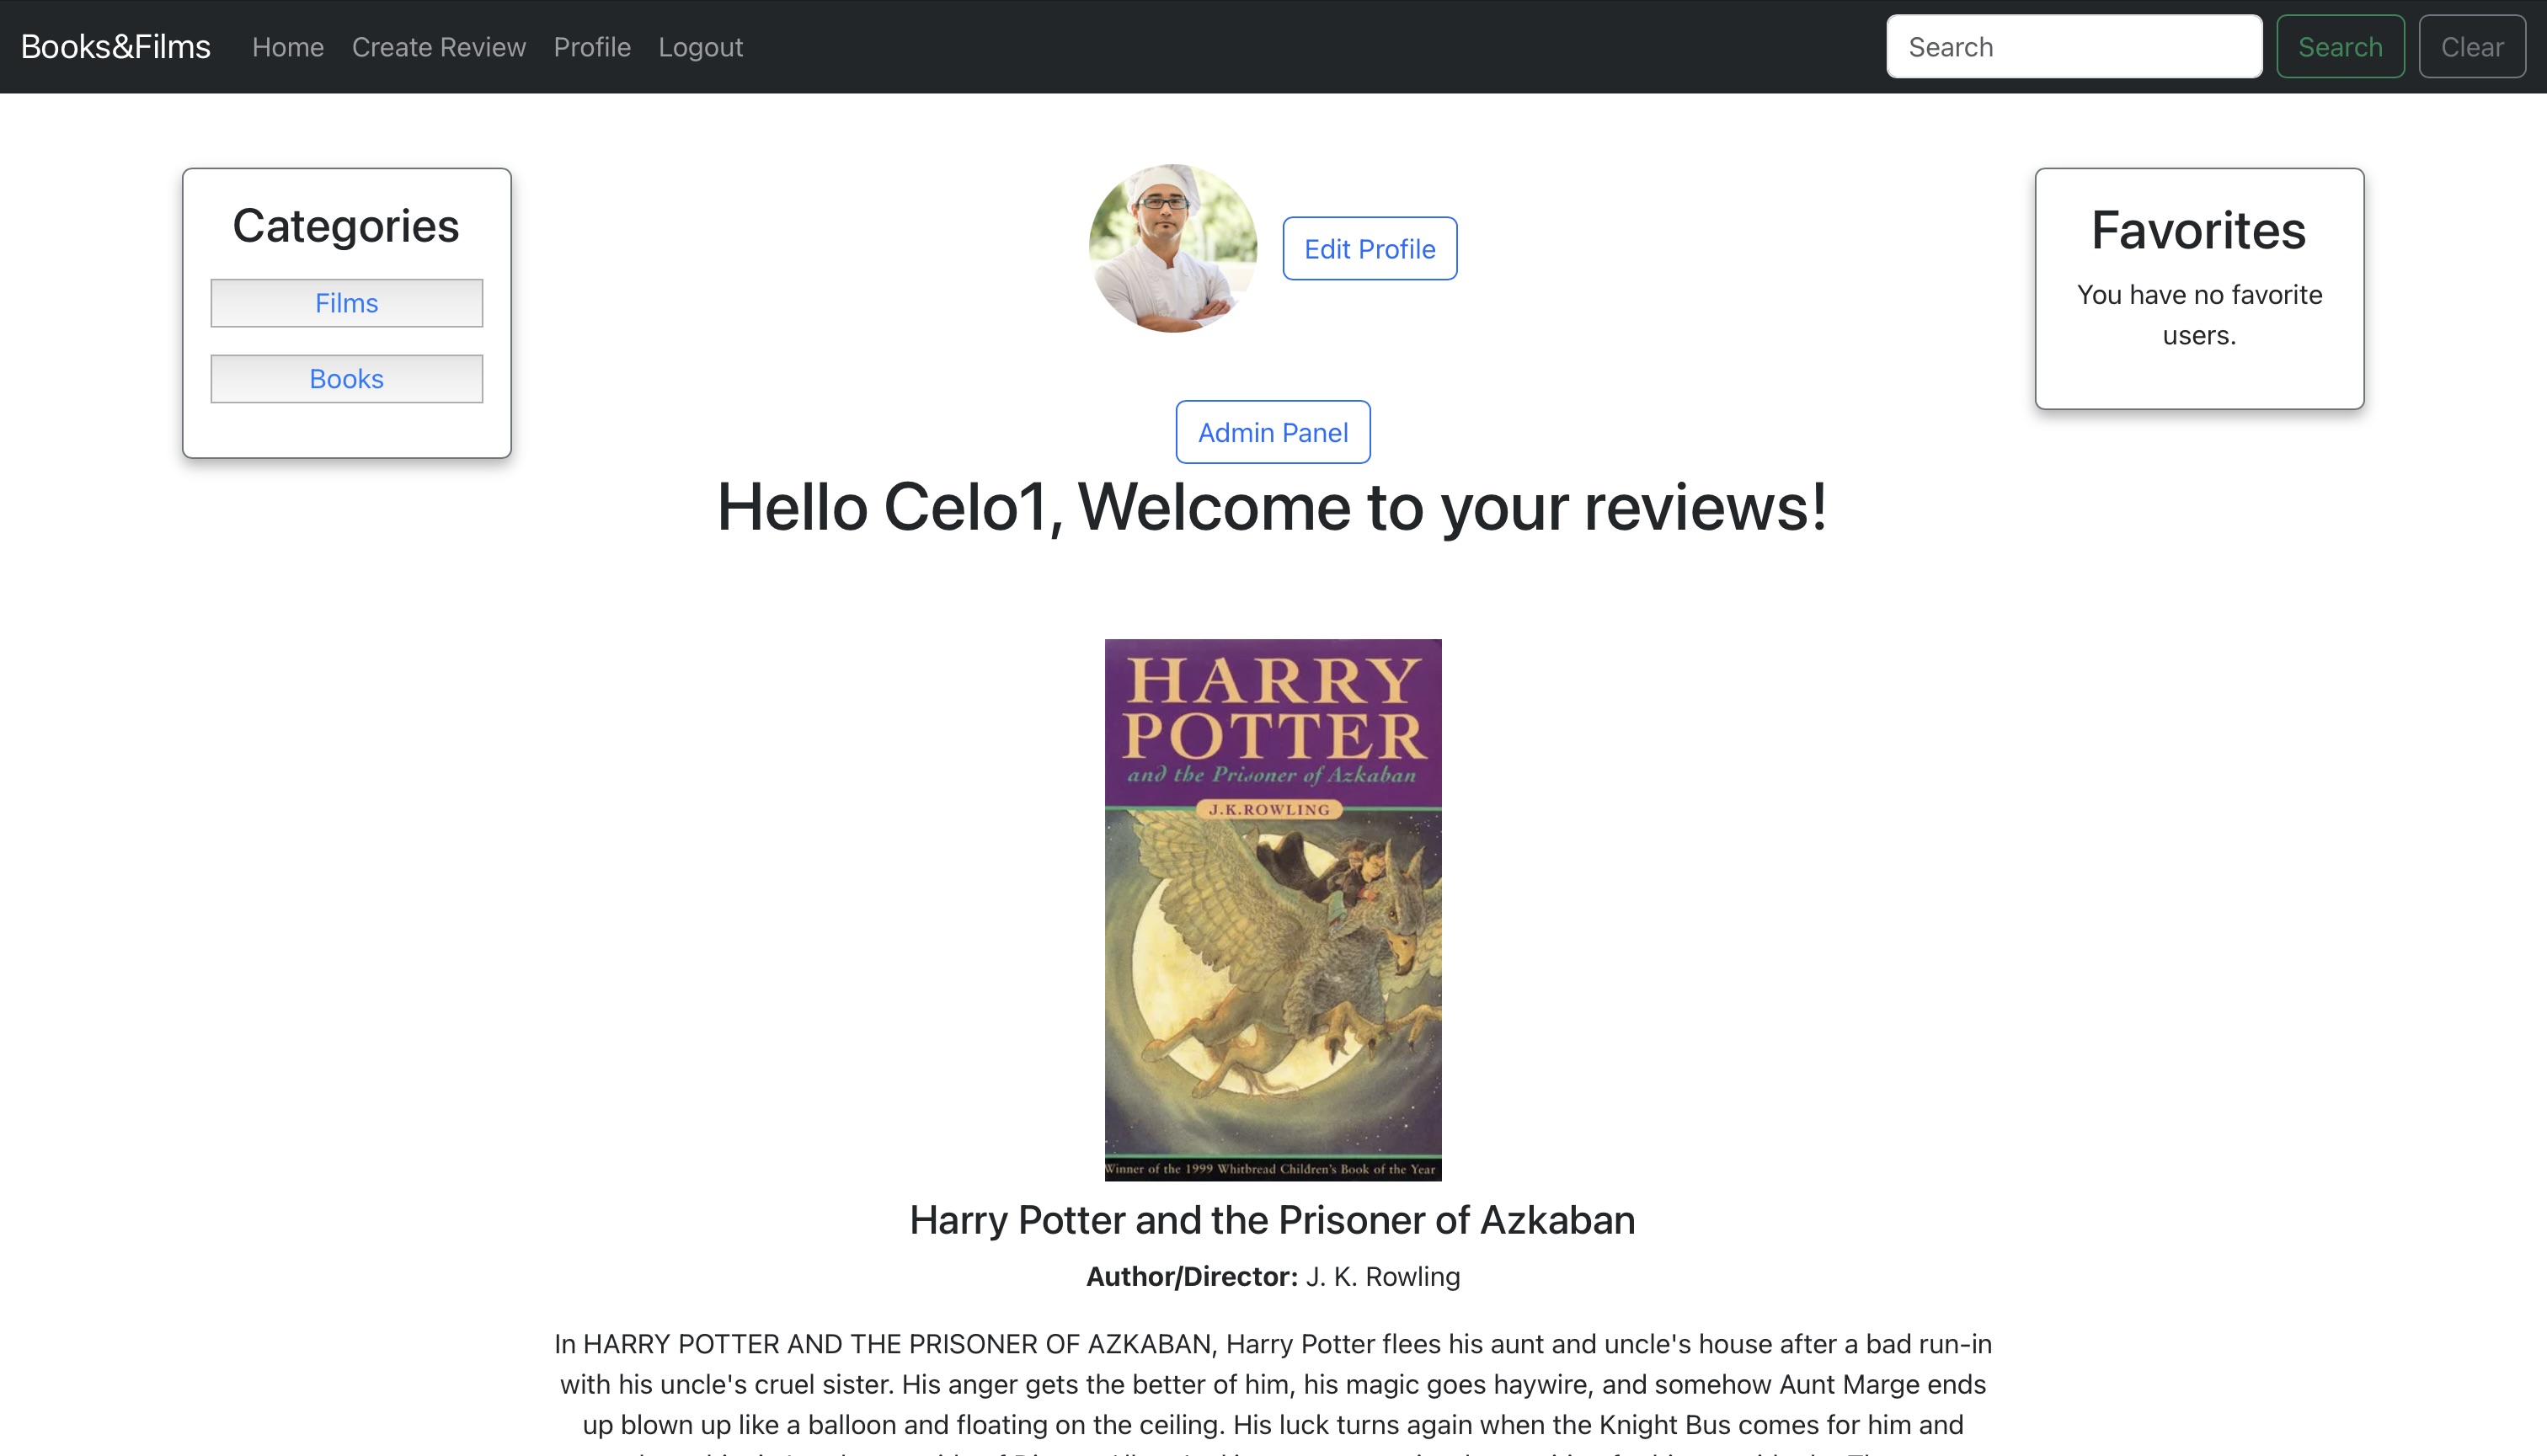 Books&Films Home Create Review Profile Logout Search Search Clear
Categories
Films
Books
Edit Profile
Admin Panel
Favorites
You have no favorite
users.
Hello Celo1, Welcome to your reviews!
HARRY
POTTER
and the Prisoner of Azkaban
J.K.ROWLING
Winner of the 1999 Whitbread Children's Book of the Year
Harry Potter and the Prisoner of Azkaban
Author/Director: J. K. Rowling
In HARRY POTTER AND THE PRISONER OF AZKABAN, Harry Potter flees his aunt and uncle's house after a bad run-in
with his uncle's cruel sister. His anger gets the better of him, his magic goes haywire, and somehow Aunt Marge ends
up blown up like a balloon and floating on the ceiling. His luck turns again when the Knight Bus comes for him and